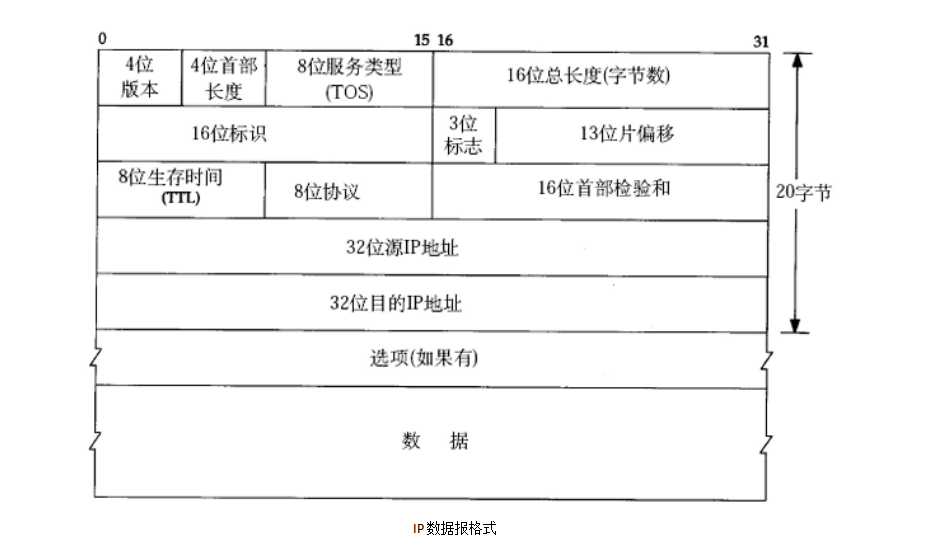 0 15 16 31
4位 4位首部 8位服务类型 16位总长度(字节数)
版本 长度 (TOS)
16位标识 3位 13位片偏移
标志
8位生存时间 8位协议 16位首部检验和 20字节
(TTL)
32位源IP地址
32位目的IP地址
选项(如果有)
数 据
IP数据报格式